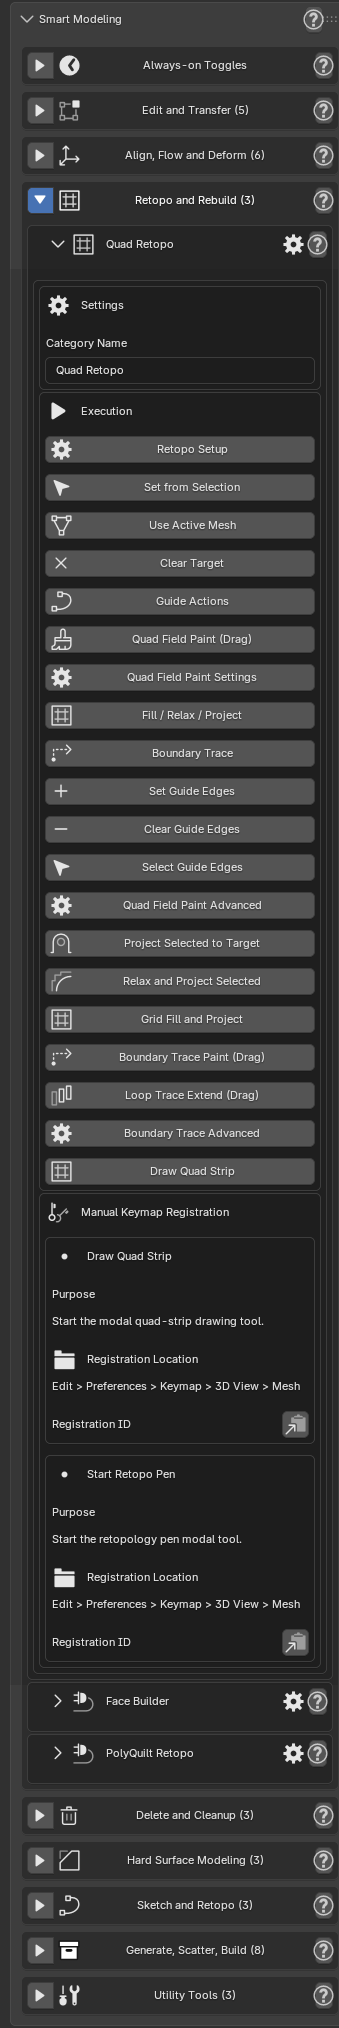 Smart Modeling
Always-on Toggles
Edit and Transfer (5)
Align, Flow and Deform (6)
Retopo and Rebuild (3)
Quad Retopo
Settings
Category Name
Quad Retopo
Execution
Retopo Setup
Set from Selection
Use Active Mesh
Clear Target
Guide Actions
Quad Field Paint (Drag)
Quad Field Paint Settings
Fill / Relax / Project
Boundary Trace
Set Guide Edges
Clear Guide Edges
Select Guide Edges
Quad Field Paint Advanced
Project Selected to Target
Relax and Project Selected
Grid Fill and Project
Boundary Trace Paint (Drag)
Loop Trace Extend (Drag)
Boundary Trace Advanced
Draw Quad Strip
Manual Keymap Registration
Draw Quad Strip
Purpose
Start the modal quad-strip drawing tool.
Registration Location
Edit > Preferences > Keymap > 3D View > Mesh
Registration ID
Start Retopo Pen
Purpose
Start the retopology pen modal tool.
Registration Location
Edit > Preferences > Keymap > 3D View > Mesh
Registration ID
Face Builder
PolyQuilt Retopo
Delete and Cleanup (3)
Hard Surface Modeling (3)
Sketch and Retopo (3)
Generate, Scatter, Build (8)
Utility Tools (3)